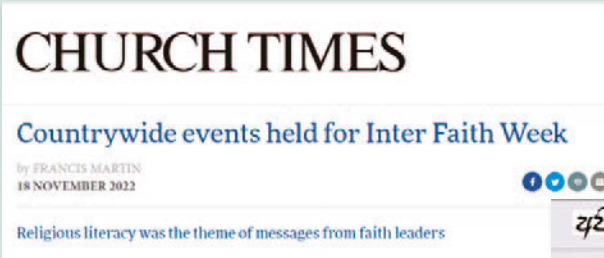 CHURCH TIMES
Countrywide events held for Inter Faith Week
by FRANCIS MARTIN
18 NOVEMBER 2022
Religious literacy was the theme of messages from faith leaders